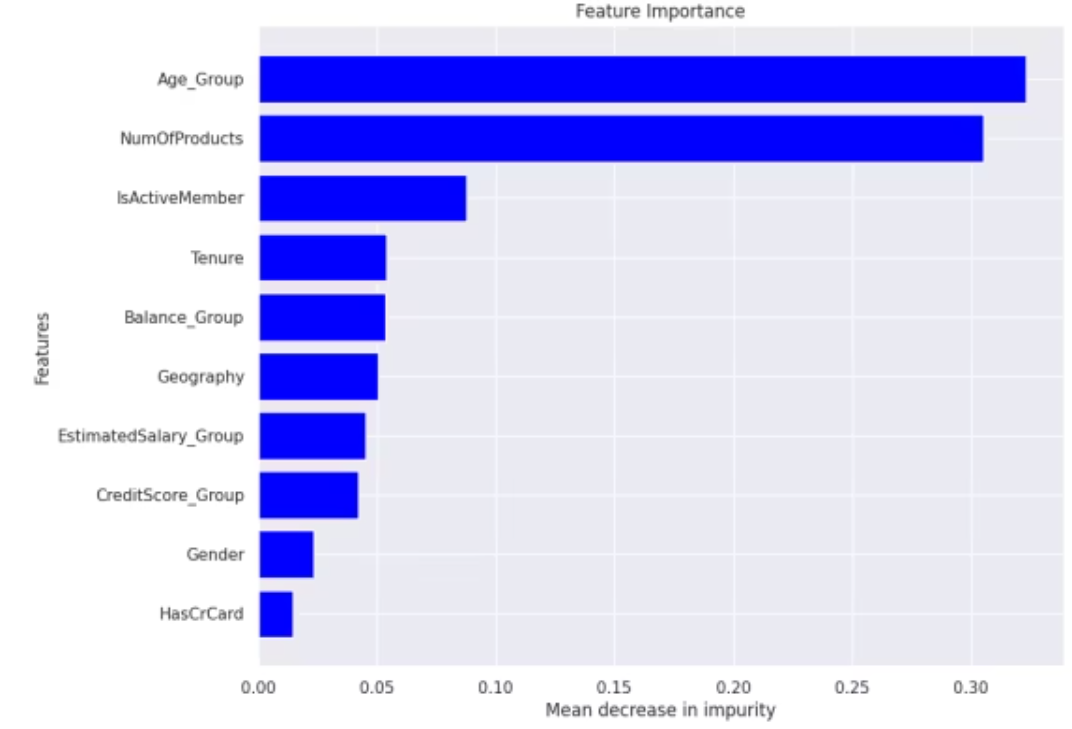 Feature Importance
Age_Group
NumOfProducts
IsActiveMember
Tenure
Balance_Group
Features
Geography
EstimatedSalary_Group
CreditScore_Group
Gender
HasCrCard
0.00 0.05 0.10 0.15 0.20 0.25 0.30
Mean decrease in impurity